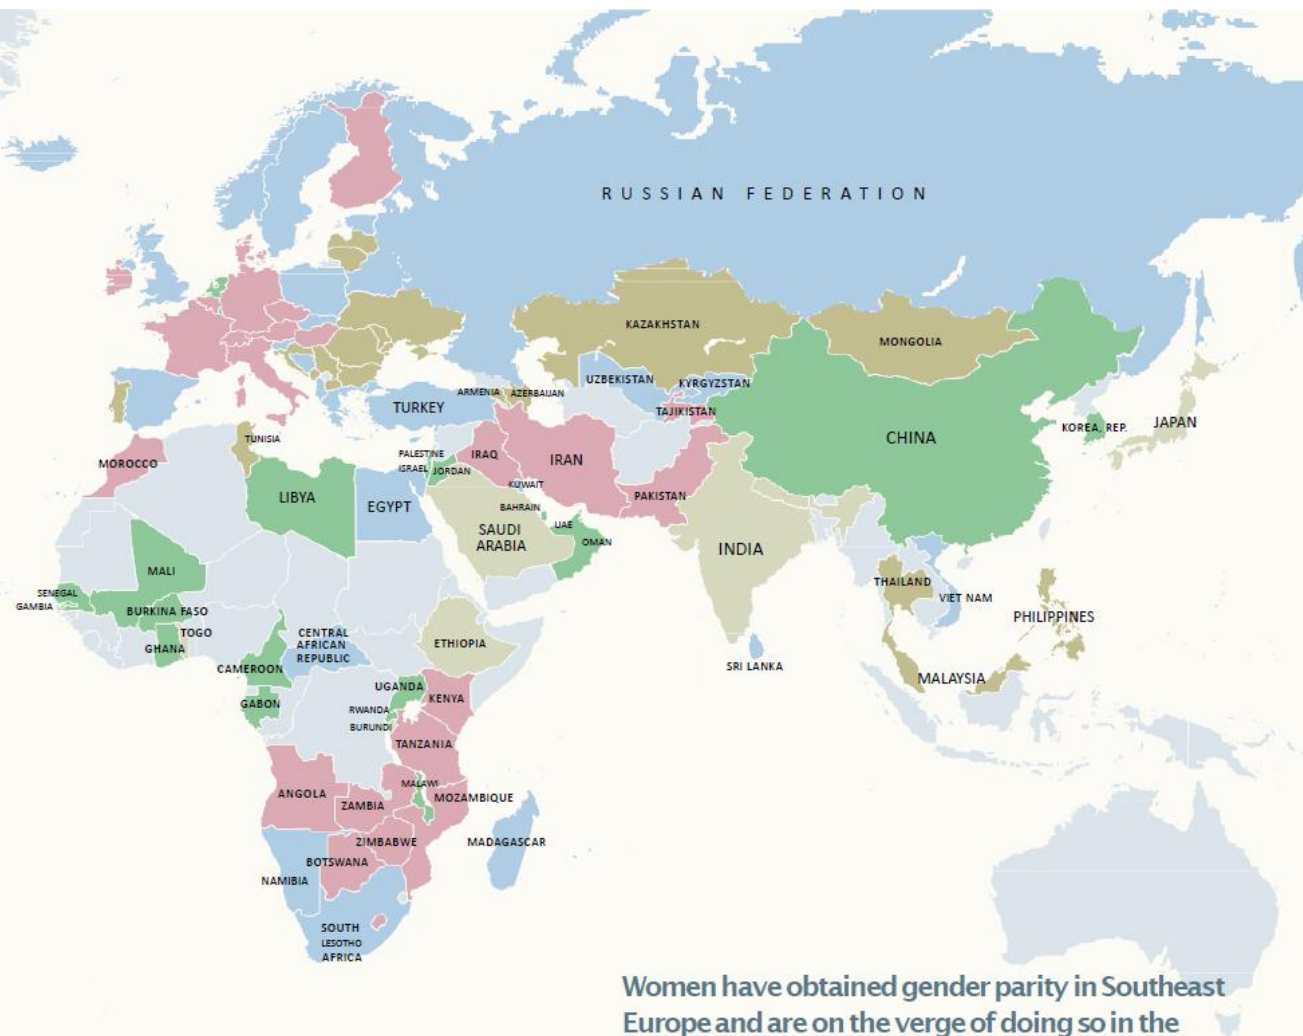 RUSSIAN FEDERATION
KAZAKHSTAN
MONGOLIA
UZBEKISTAN
KYRGYZSTAN
ARMENIA
AZERBAIJAN
TURKEY
TAJIKISTAN
CHINA
KOREA, REP.
JAPAN
TUNISIA
MOROCCO
PALESTINE
ISRAEL
JORDAN
IRAQ
IRAN
KUWAIT
PAKISTAN
LIBYA
EGYPT
BAHRAIN
SAUDI
ARABIA
UAE
OMAN
INDIA
MALI
THAILAND
VIET NAM
SENEGAL
GAMBIA
BURKINA FASO
PHILIPPINES
TOGO
GHANA
CENTRAL
AFRICAN
REPUBLIC
ETHIOPIA
SRI LANKA
CAMEROON
MALAYSIA
UGANDA
KENYA
GABON
RWANDA
BURUNDI
TANZANIA
MALAWI
ANGOLA
ZAMBIA
MOZAMBIQUE
ZIMBABWE
MADAGASCAR
BOTSWANA
NAMIBIA
SOUTH
LESOTHO
AFRICA
Women have obtained gender parity in Southeast
Europe and are on the verge of doing so in the